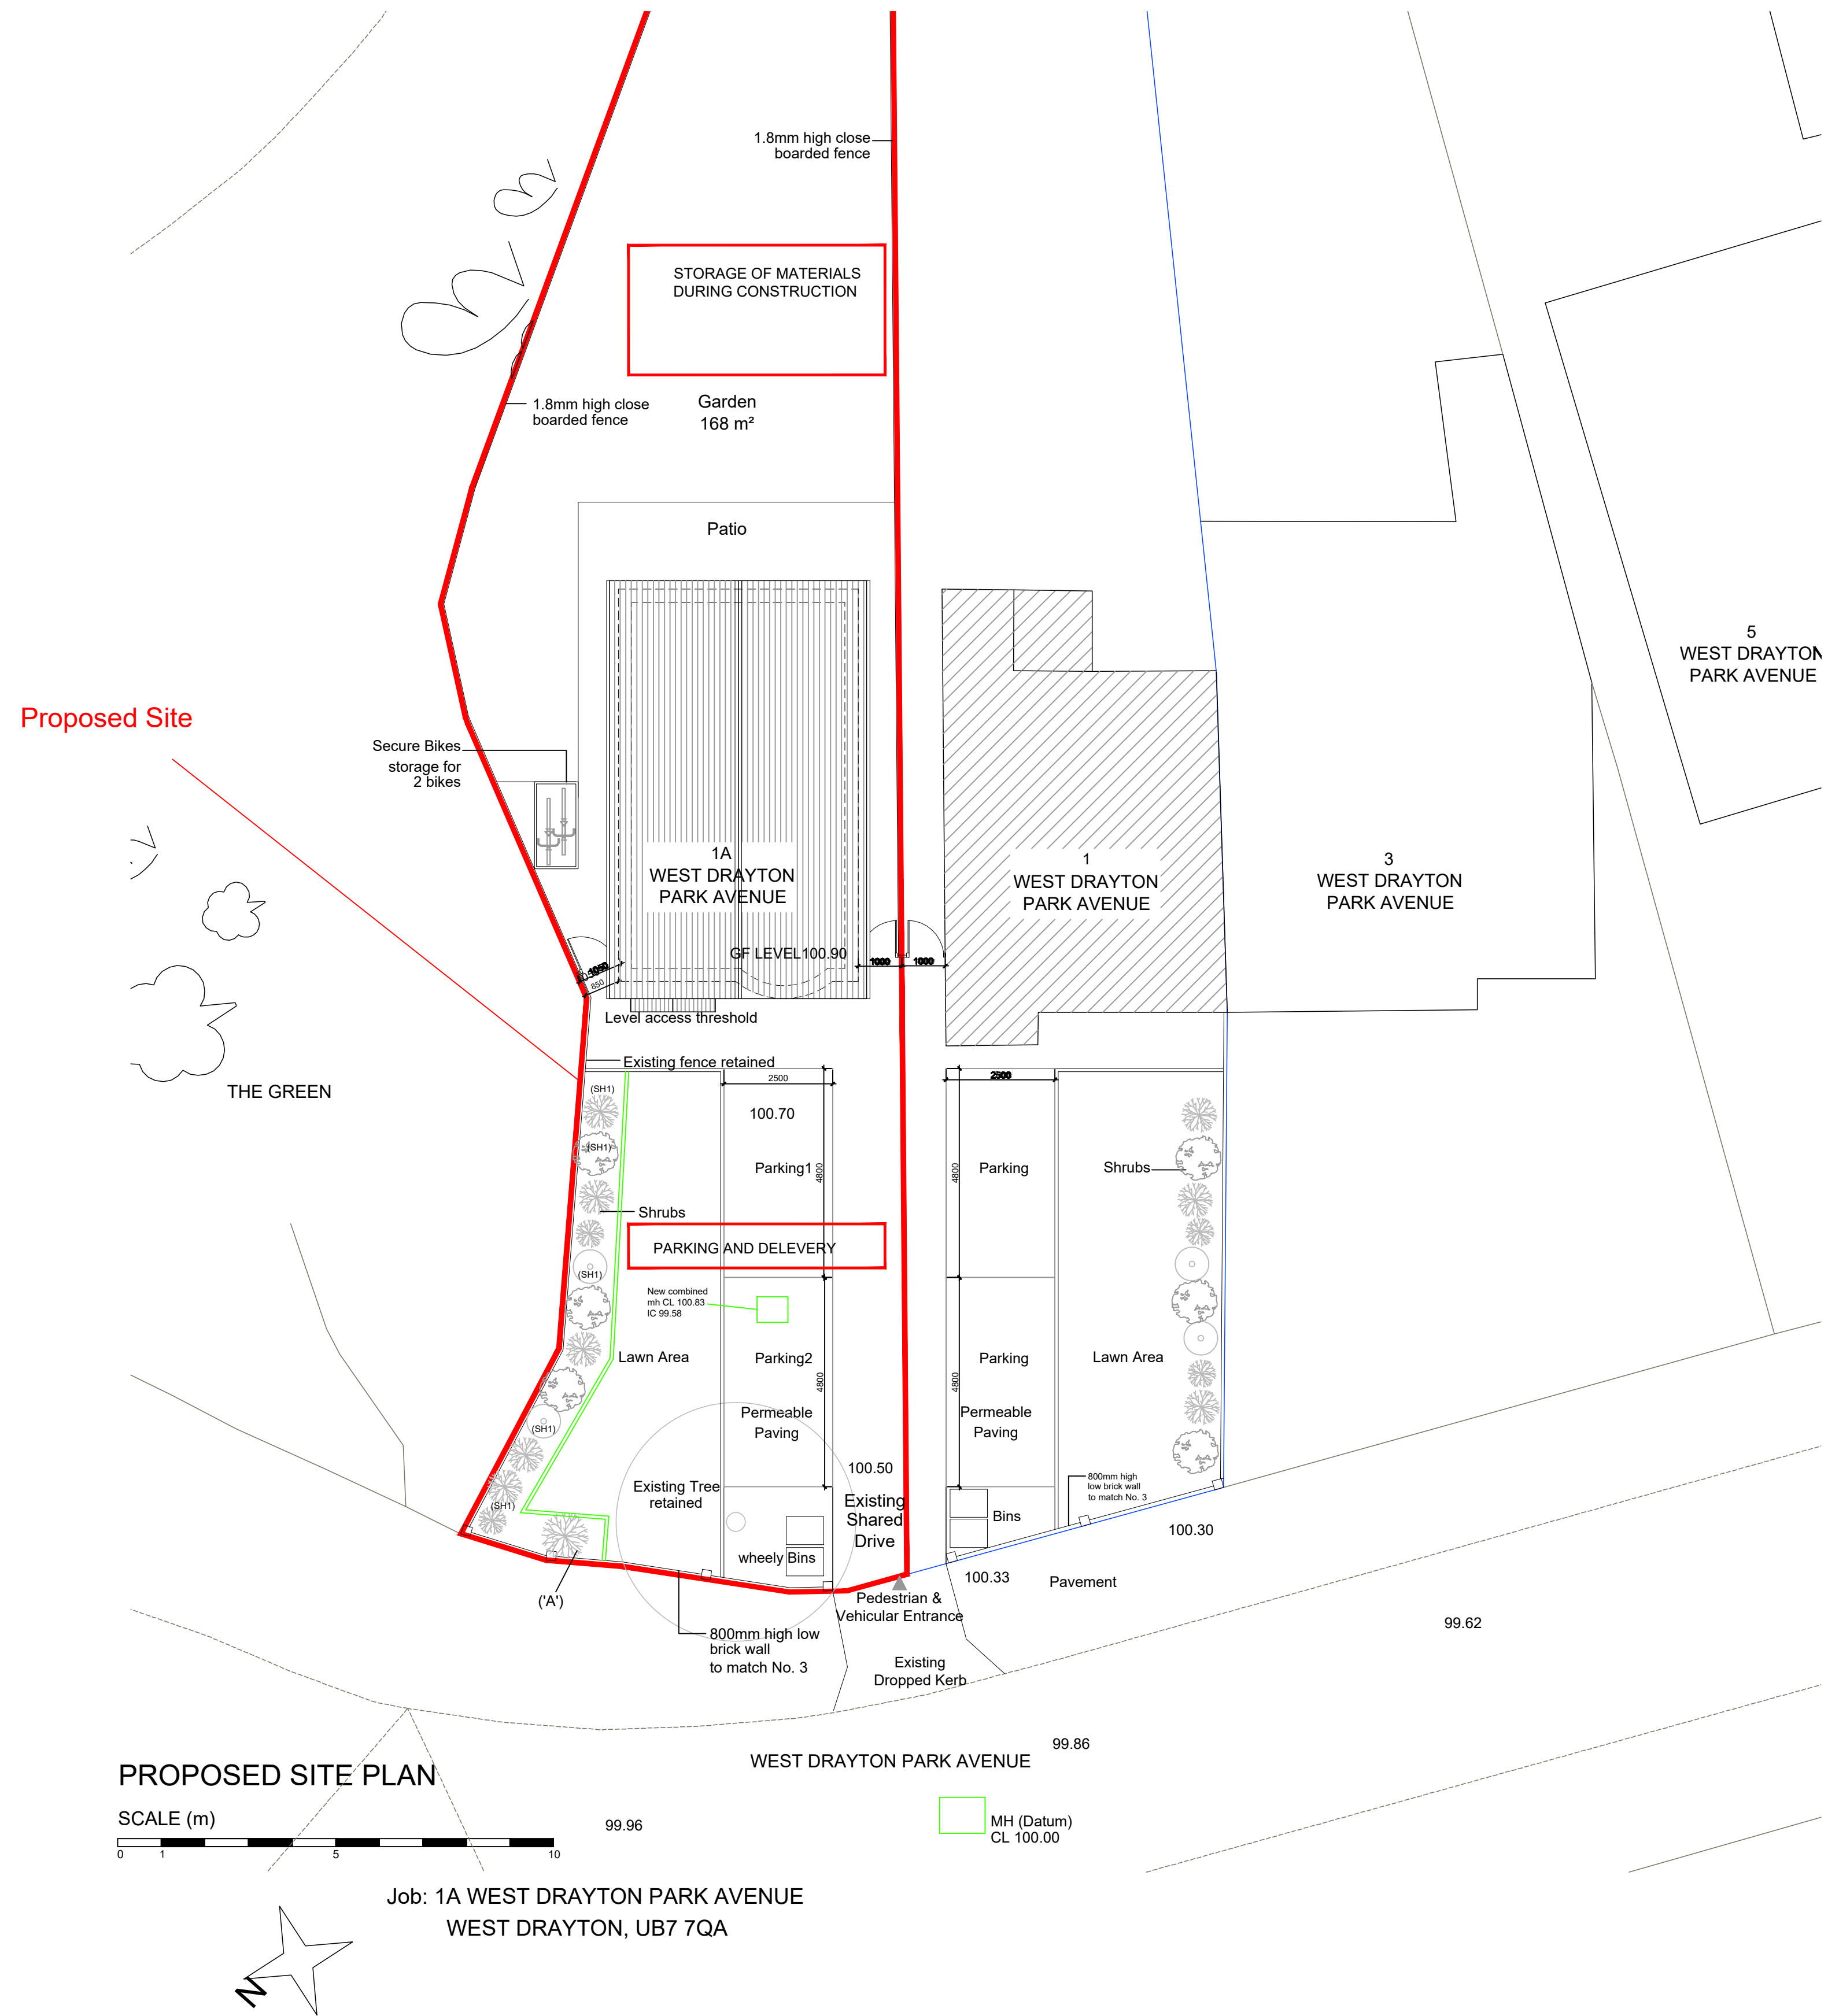 1.8mm high close
boarded fence
STORAGE OF MATERIALS
DURING CONSTRUCTION
1.8mm high close
boarded fence
Garden
168 m²
Patio
5
WEST DRAYTON
PARK AVENUE
Proposed Site
Secure Bikes
storage for
2 bikes
1A
WEST DRAYTON
PARK AVENUE
1
WEST DRAYTON
PARK AVENUE
3
WEST DRAYTON
PARK AVENUE
GF LEVEL100.90
1000
1000
1050
850
Level access threshold
Existing fence retained
THE GREEN
(SH1)
2500
2500
100.70
(SH1)
Parking1
4800
4800
Parking
Shrubs
Shrubs
PARKING AND DELEVERY
(SH1)
New combined
mh CL 100.83
IC 99.58
Lawn Area
Parking2
4800
4800
Parking
Lawn Area
(SH1)
Permeable
Paving
Permeable
Paving
100.50
Existing Tree
retained
(SH1)
Existing
Shared
Drive
800mm high
low brick wall
to match No. 3
Bins
100.30
wheely Bins
100.33
Pavement
('A')
Pedestrian &
Vehicular Entrance
99.62
800mm high low
brick wall
to match No. 3
Existing
Dropped Kerb
99.86
WEST DRAYTON PARK AVENUE
PROPOSED SITE PLAN
SCALE (m)
0 1 5 10
99.96
MH (Datum)
CL 100.00
Job: 1A WEST DRAYTON PARK AVENUE
WEST DRAYTON, UB7 7QA
N